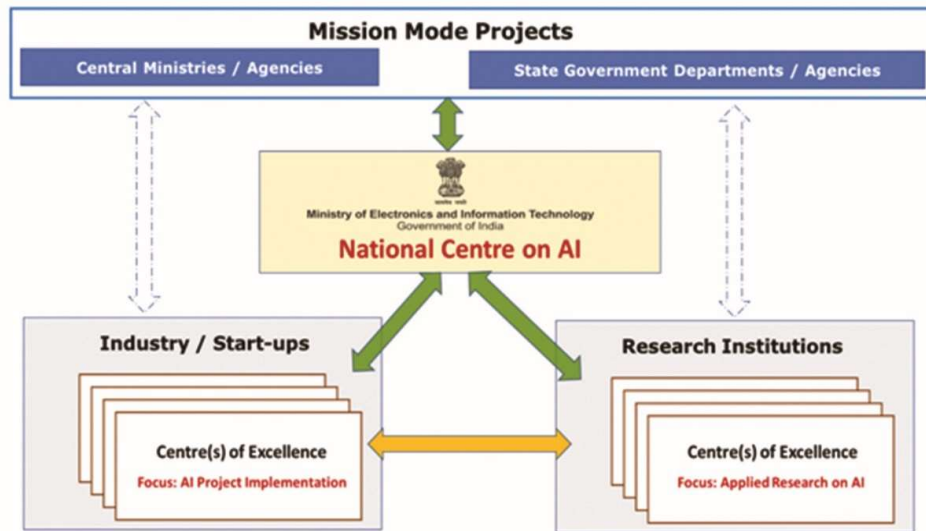 Mission Mode Projects
Central Ministries / Agencies
State Government Departments / Agencies
Ministry of Electronics and Information Technology
Government of India
National Centre on AI
Industry / Start-ups
Centre(s) of Excellence
Focus: AI Project Implementation
Research Institutions
Centre(s) of Excellence
Focus: Applied Research on AI